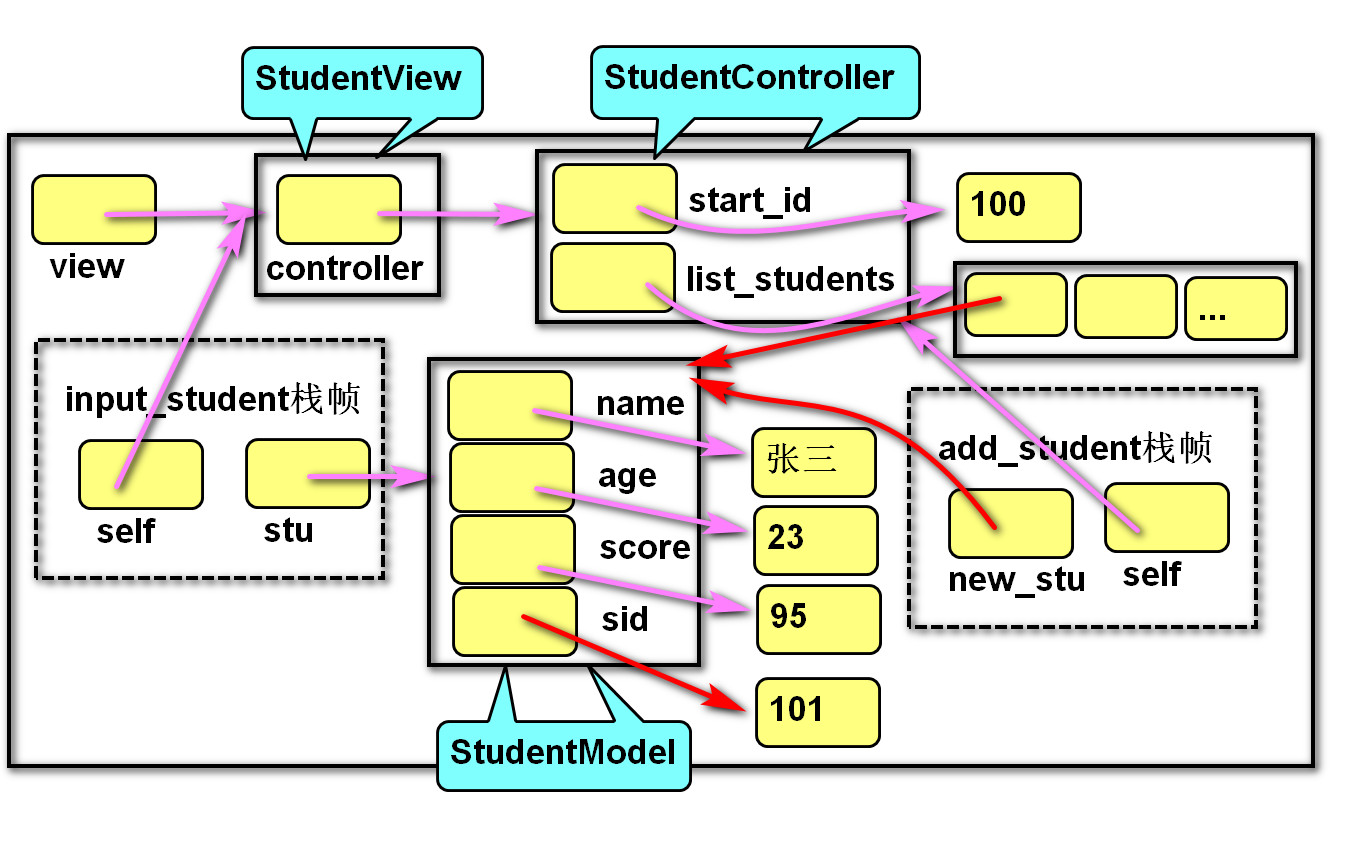 StudentView
StudentController
view
controller
start_id
list_students
100
...
input_student栈帧
self
stu
name
age
score
sid
张三
23
95
101
add_student栈帧
new_stu
self
StudentModel